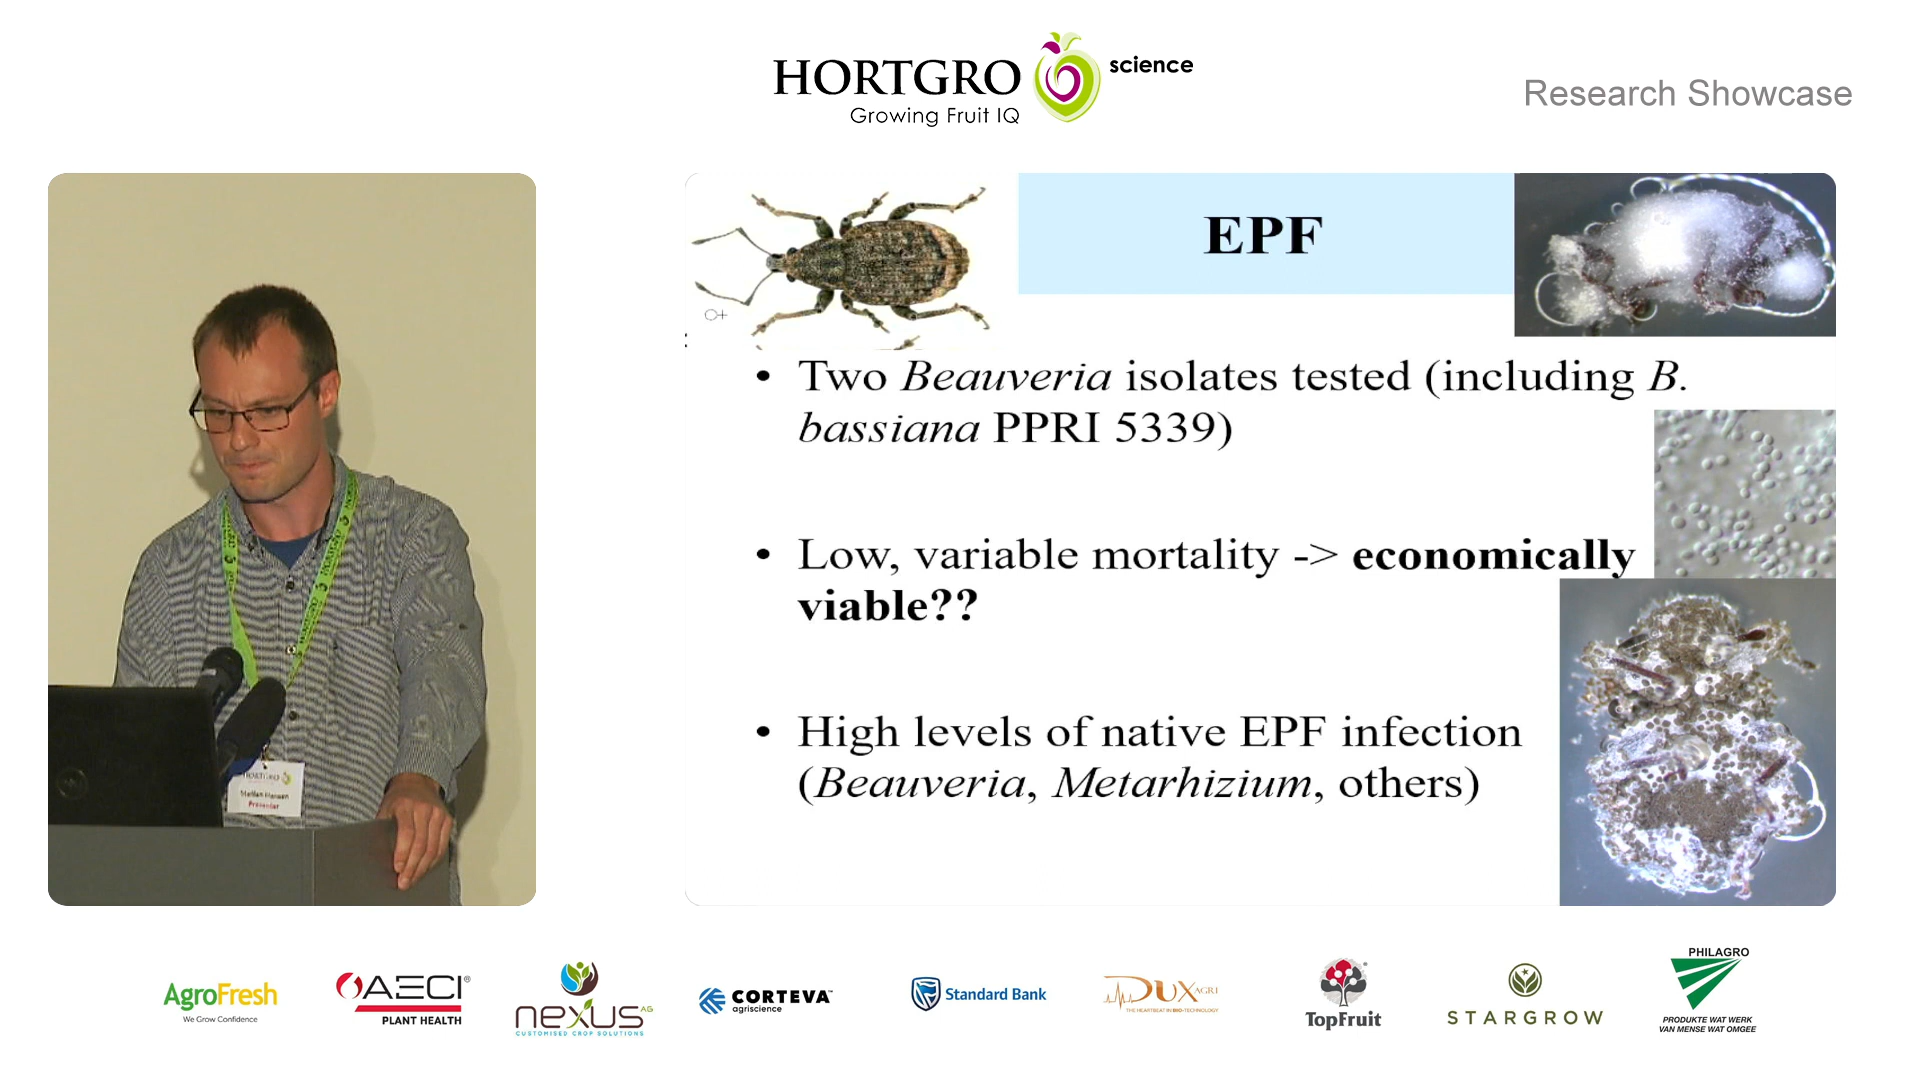 HORTGRO science
Growing Fruit IQ
Research Showcase
EPF
♀
• Two Beauveria isolates tested (including B.
bassiana PPRI 5339)
• Low, variable mortality -> economically
viable??
• High levels of native EPF infection
(Beauveria, Metarhizium, others)
HORTGRO
Presenter
AgroFresh
We Grow Confidence
AECI®
PLANT HEALTH
nexus AG
CUSTOMISED CROP SOLUTIONS
CORTEVA™
agriscience
Standard Bank
DUX AGRI
THE HEARTBEAT IN BIO-TECHNOLOGY
TopFruit
STARGROW
PHILAGRO
PRODUKTE WAT WERK
VAN MENSE WAT OMGEE